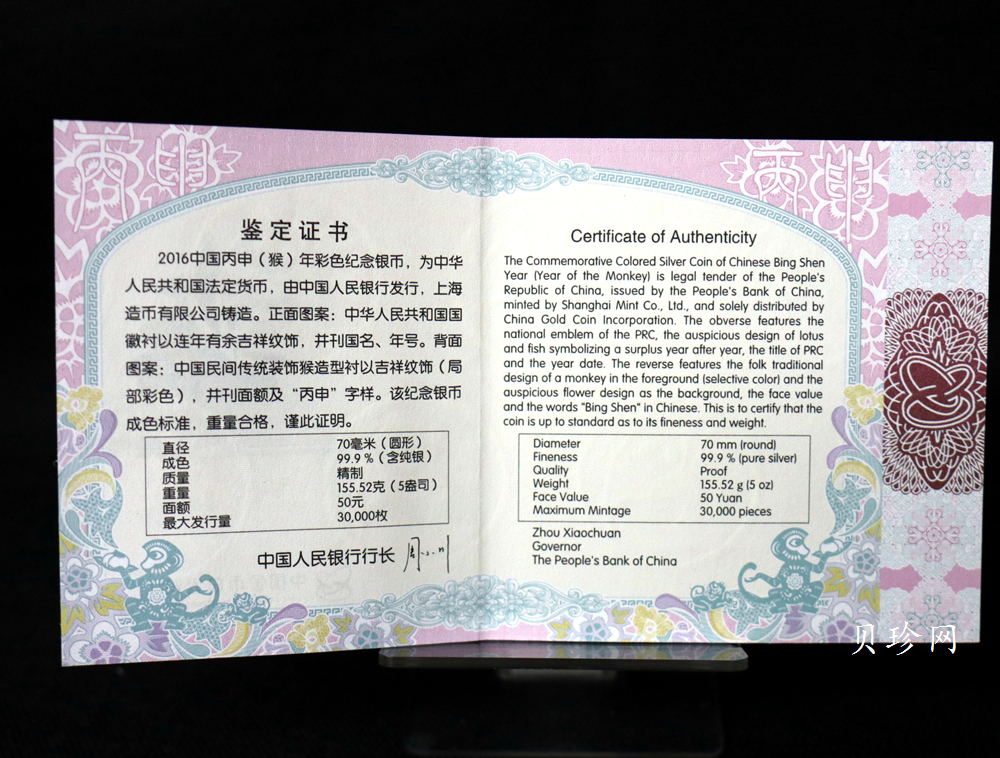 丙申
鉴定证书
2016中国丙申（猴）年彩色纪念银币，为中华
人民共和国法定货币，由中国人民银行发行，上海
造币有限公司铸造。正面图案：中华人民共和国国
徽衬以连年有余吉祥纹饰，并刊国名、年号。背面
图案：中国民间传统装饰猴造型衬以吉祥纹饰（局
部彩色），并刊面额及“丙申”字样。该纪念银币
成色标准，重量合格，谨此证明。
直径 70毫米（圆形）
成色 99.9％（含纯银）
质量 精制
重量 155.52克（5盎司）
面额 50元
最大发行量 30,000枚
中国人民银行行长
丙申
Certificate of Authenticity
The Commemorative Colored Silver Coin of Chinese Bing Shen
Year (Year of the Monkey) is legal tender of the People's
Republic of China, issued by the People's Bank of China,
minted by Shanghai Mint Co., Ltd., and solely distributed by
China Gold Coin Incorporation. The obverse features the
national emblem of the PRC, the auspicious design of lotus
and fish symbolizing a surplus year after year, the title of PRC
and the year date. The reverse features the folk traditional
design of a monkey in the foreground (selective color) and the
auspicious flower design as the background, the face value
and the words "Bing Shen" in Chinese. This is to certify that the
coin is up to standard as to its fineness and weight.
Diameter 70 mm (round)
Fineness 99.9 % (pure silver)
Quality Proof
Weight 155.52 g (5 oz)
Face Value 50 Yuan
Maximum Mintage 30,000 pieces
Zhou Xiaochuan
Governor
The People's Bank of China
贝珍网